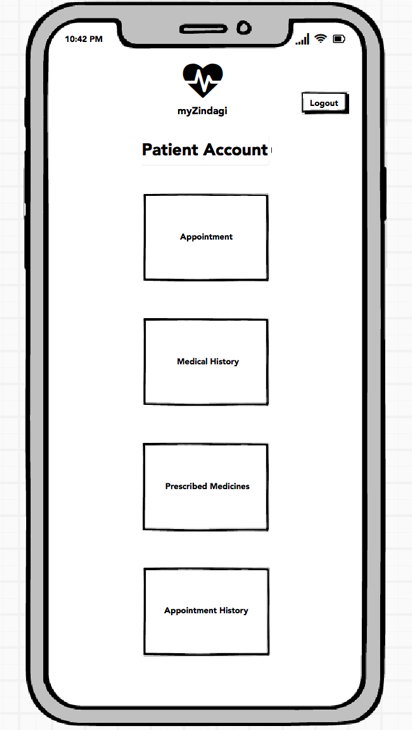 10:42 PM
myZindagi
Logout
Patient Account
Appointment
Medical History
Prescribed Medicines
Appointment History